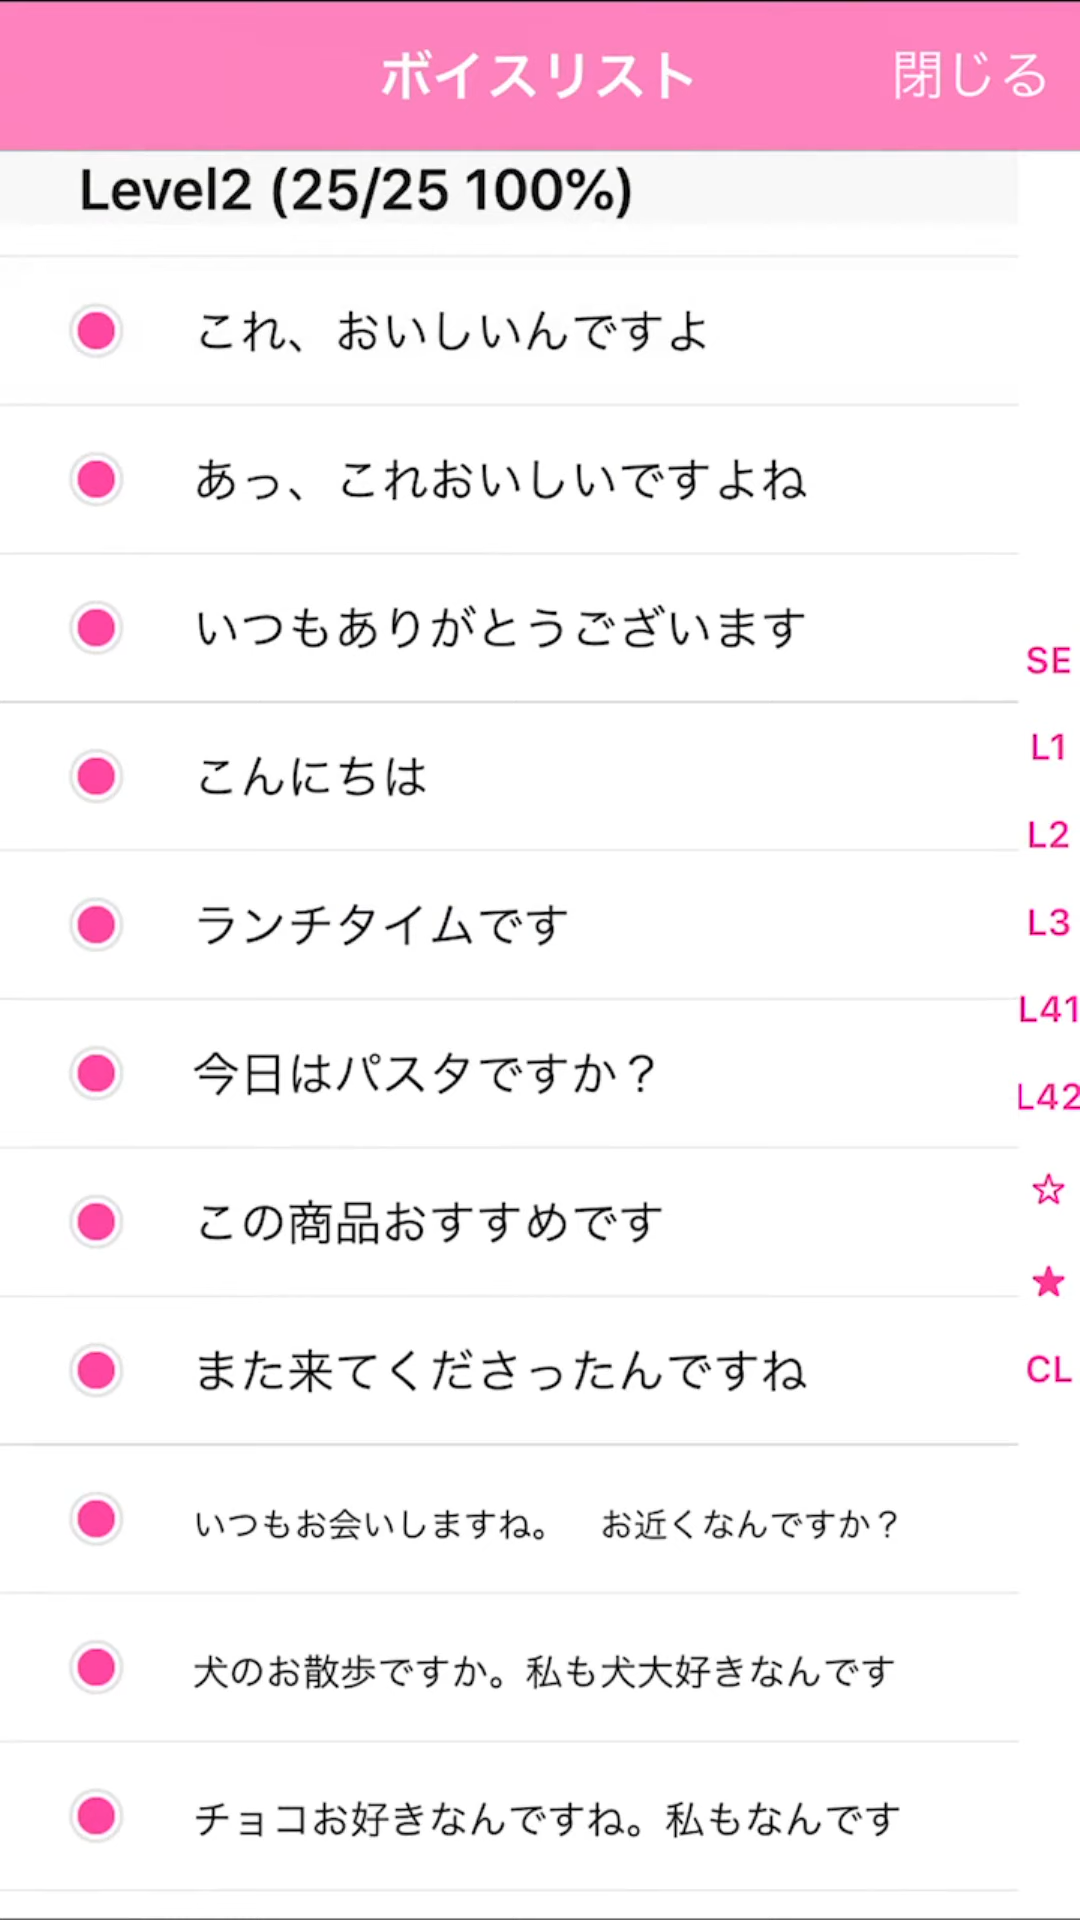 ボイスリスト
閉じる
Level2 (25/25 100%)
これ、おいしいんですよ
あっ、これおいしいですよね
いつもありがとうございます
こんにちは
ランチタイムです
今日はパスタですか？
この商品おすすめです
また来てくださったんですね
いつもお会いしますね。　お近くなんですか？
犬のお散歩ですか。私も犬大好きなんです
チョコお好きなんですね。私もなんです
SE
L1
L2
L3
L41
L42
☆
★
CL